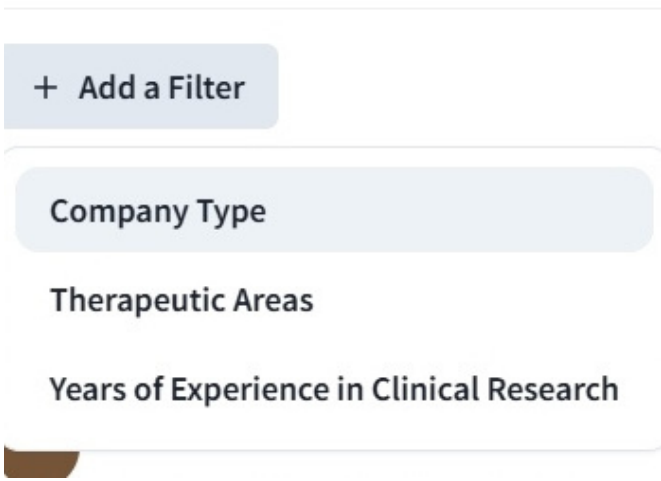 + Add a Filter
Company Type
Therapeutic Areas
Years of Experience in Clinical Research